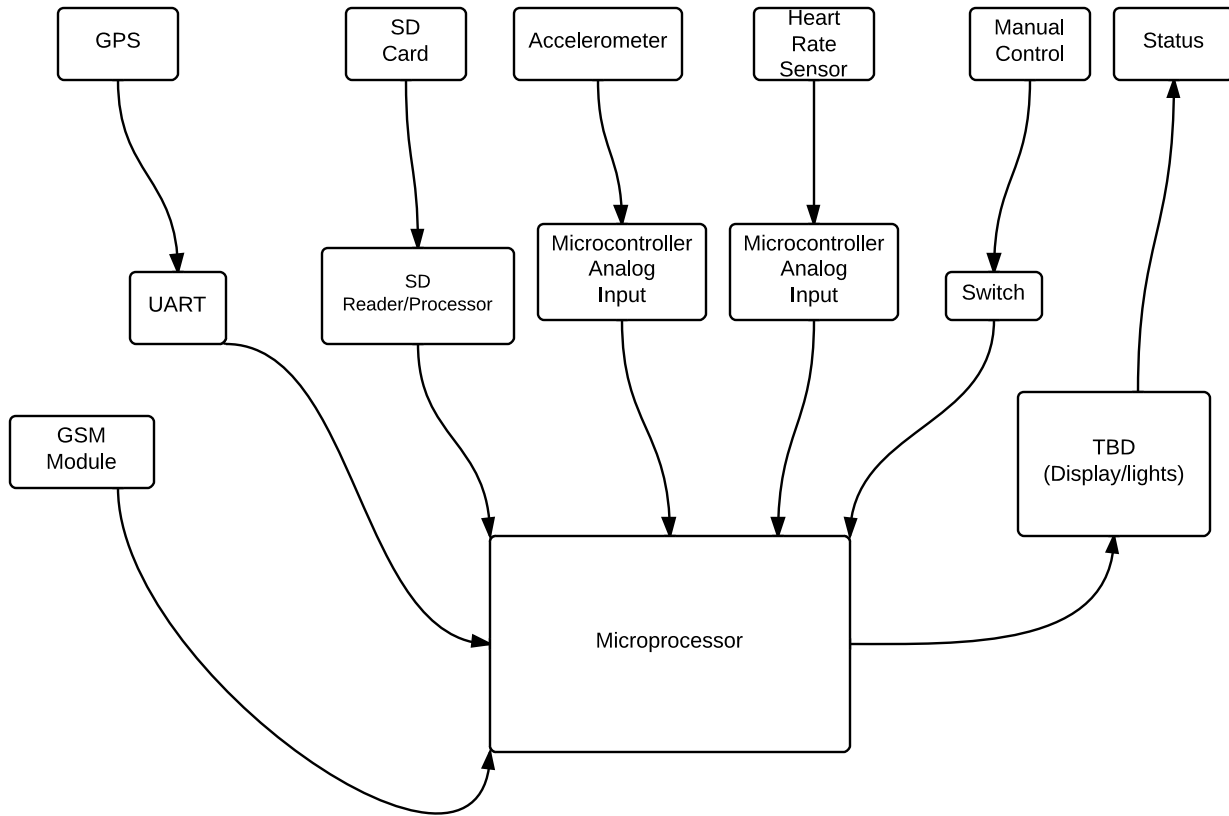 GPS
SD
Card
Accelerometer
Heart
Rate
Sensor
Manual
Control
Status
UART
SD
Reader/Processor
Microcontroller
Analog
Input
Microcontroller
Analog
Input
Switch
GSM
Module
TBD
(Display/lights)
Microprocessor